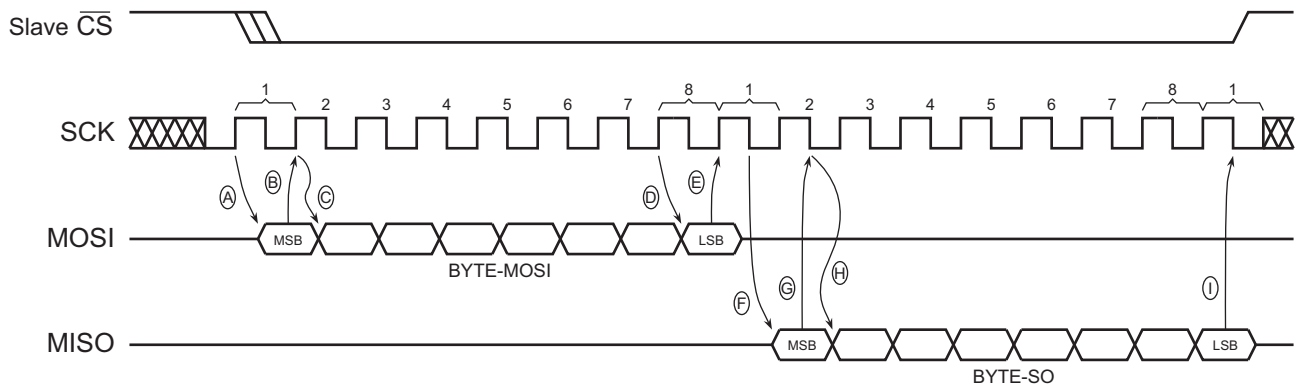 Slave C̅S̅
1 2 3 4 5 6 7 8 1 2 3 4 5 6 7 8 1
SCK
A B C D E
MOSI MSB LSB
BYTE-MOSI
F G H I
MISO MSB LSB
BYTE-SO